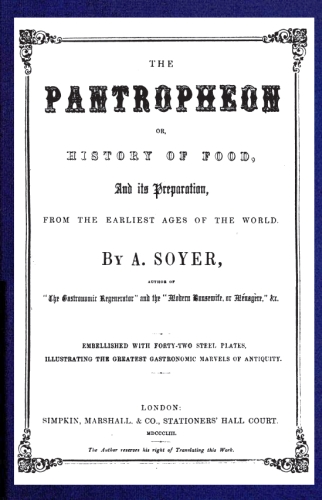 THE
PANTROPHEON
OR,
HISTORY OF FOOD,
And its Preparation,
FROM THE EARLIEST AGES OF THE WORLD.
BY A. SOYER,
AUTHOR OF
"The Gastronomic Regenerator" and the "Modern Housewife, or Ménagère," &c.
EMBELLISHED WITH FORTY-TWO STEEL PLATES,
ILLUSTRATING THE GREATEST GASTRONOMIC MARVELS OF ANTIQUITY.
LONDON:
SIMPKIN, MARSHALL, & CO., STATIONERS' HALL COURT.
MDCCCLIII.
The Author reserves his right of Translating this Work.